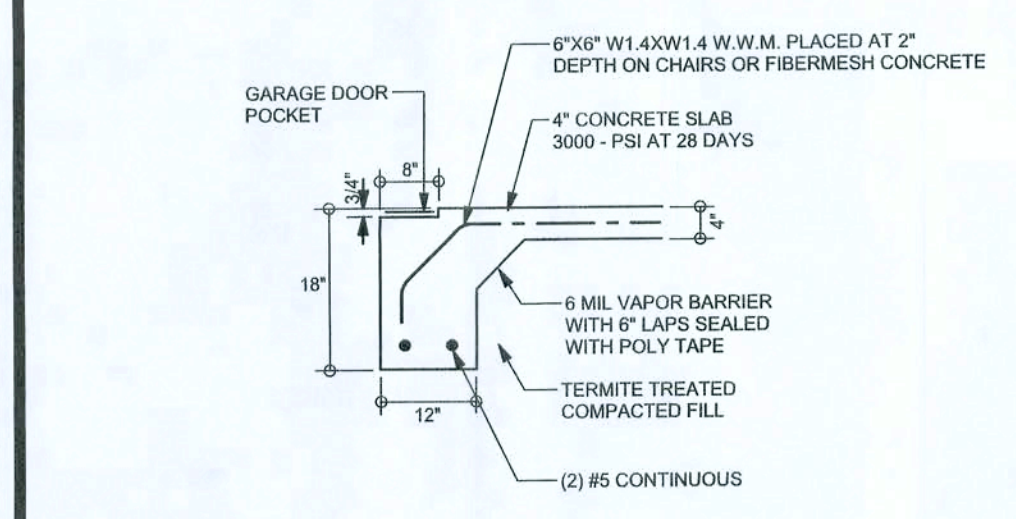 6"X6" W1.4XW1.4 W.W.M. PLACED AT 2"
DEPTH ON CHAIRS OR FIBERMESH CONCRETE
GARAGE DOOR
POCKET
4" CONCRETE SLAB
3000 - PSI AT 28 DAYS
8"
3/4"
4"
18"
6 MIL VAPOR BARRIER
WITH 6" LAPS SEALED
WITH POLY TAPE
TERMITE TREATED
COMPACTED FILL
12"
(2) #5 CONTINUOUS